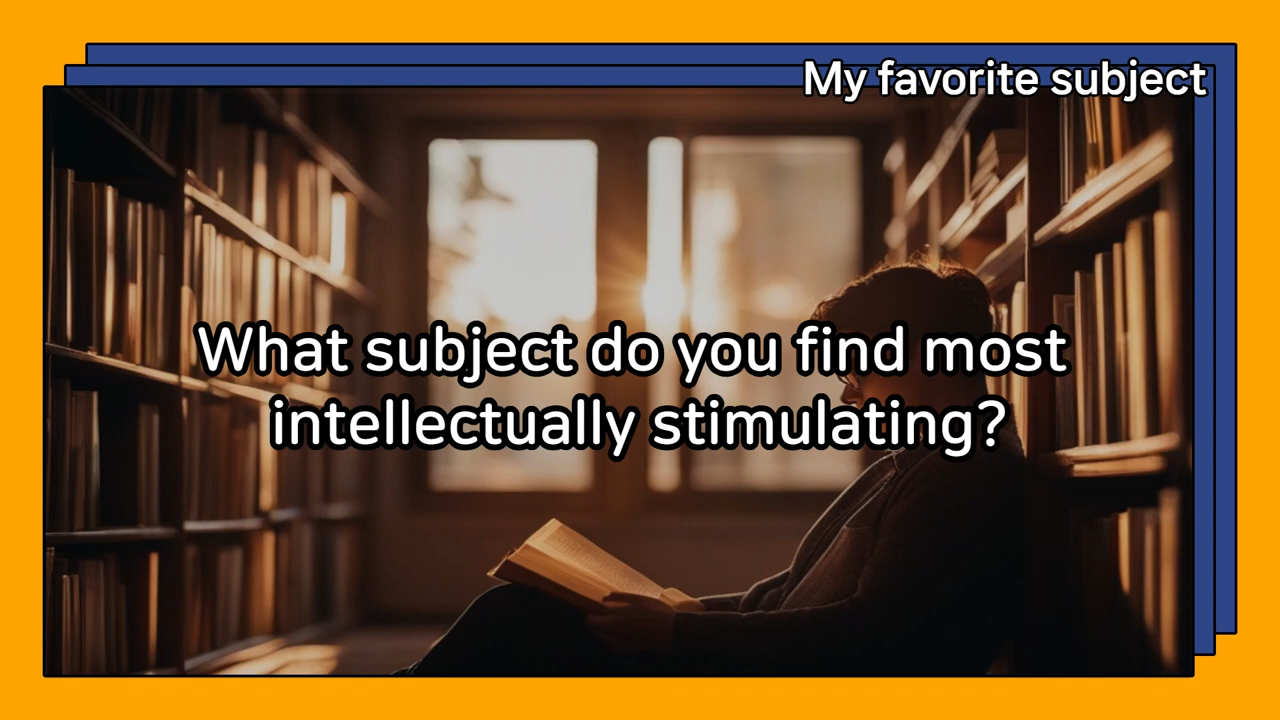 My favorite subject
What subject do you find most
intellectually stimulating?